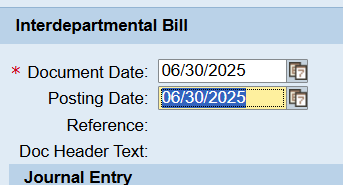 Interdepartmental Bill
* Document Date: 06/30/2025
Posting Date: 06/30/2025
Reference:
Doc Header Text:
Journal Entry